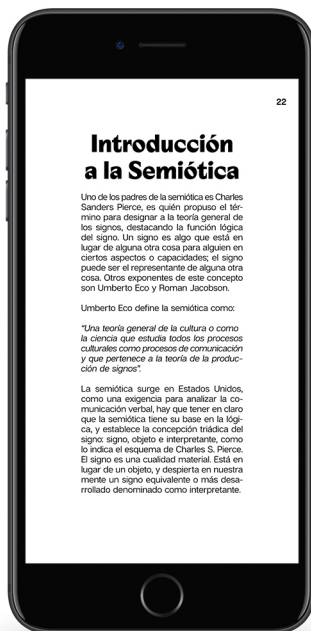 22
Introducción
a la Semiótica
Uno de los padres de la semiótica es Charles
Sanders Pierce, es quién propuso el tér-
mino para designar a la teoría general de
los signos, destacando la función lógica
del signo. Un signo es algo que está en
lugar de alguna otra cosa para alguien en
ciertos aspectos o capacidades; el signo
puede ser el representante de alguna otra
cosa. Otros exponentes de este concepto
son Umberto Eco y Roman Jacobson.
Umberto Eco define la semiótica como:
“Una teoría general de la cultura o como
la ciencia que estudia todos los procesos
culturales como procesos de comunicación
y que pertenece a la teoría de la produc-
ción de signos”.
La semiótica surge en Estados Unidos,
como una exigencia para analizar la co-
municación verbal, hay que tener en claro
que la semiótica tiene su base en la lógi-
ca, y establece la concepción triádica del
signo: signo, objeto e interpretante, como
lo indica el esquema de Charles S. Pierce.
El signo es una cualidad material. Está en
lugar de un objeto, y despierta en nuestra
mente un signo equivalente o más desa-
rrollado denominado como interpretante.